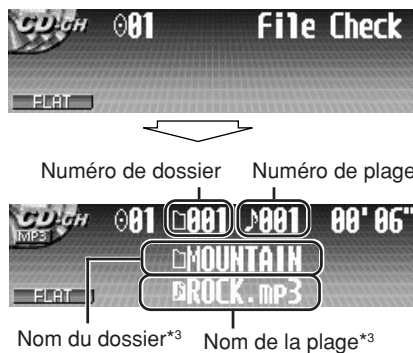 CD-CH 01 File Check
FLAT
Numéro de dossier Numéro de plage
CD-CH MP3 01 001 001 00'06"
MOUNTAIN
FLAT ROCK.mp3
Nom du dossier*3 Nom de la plage*3